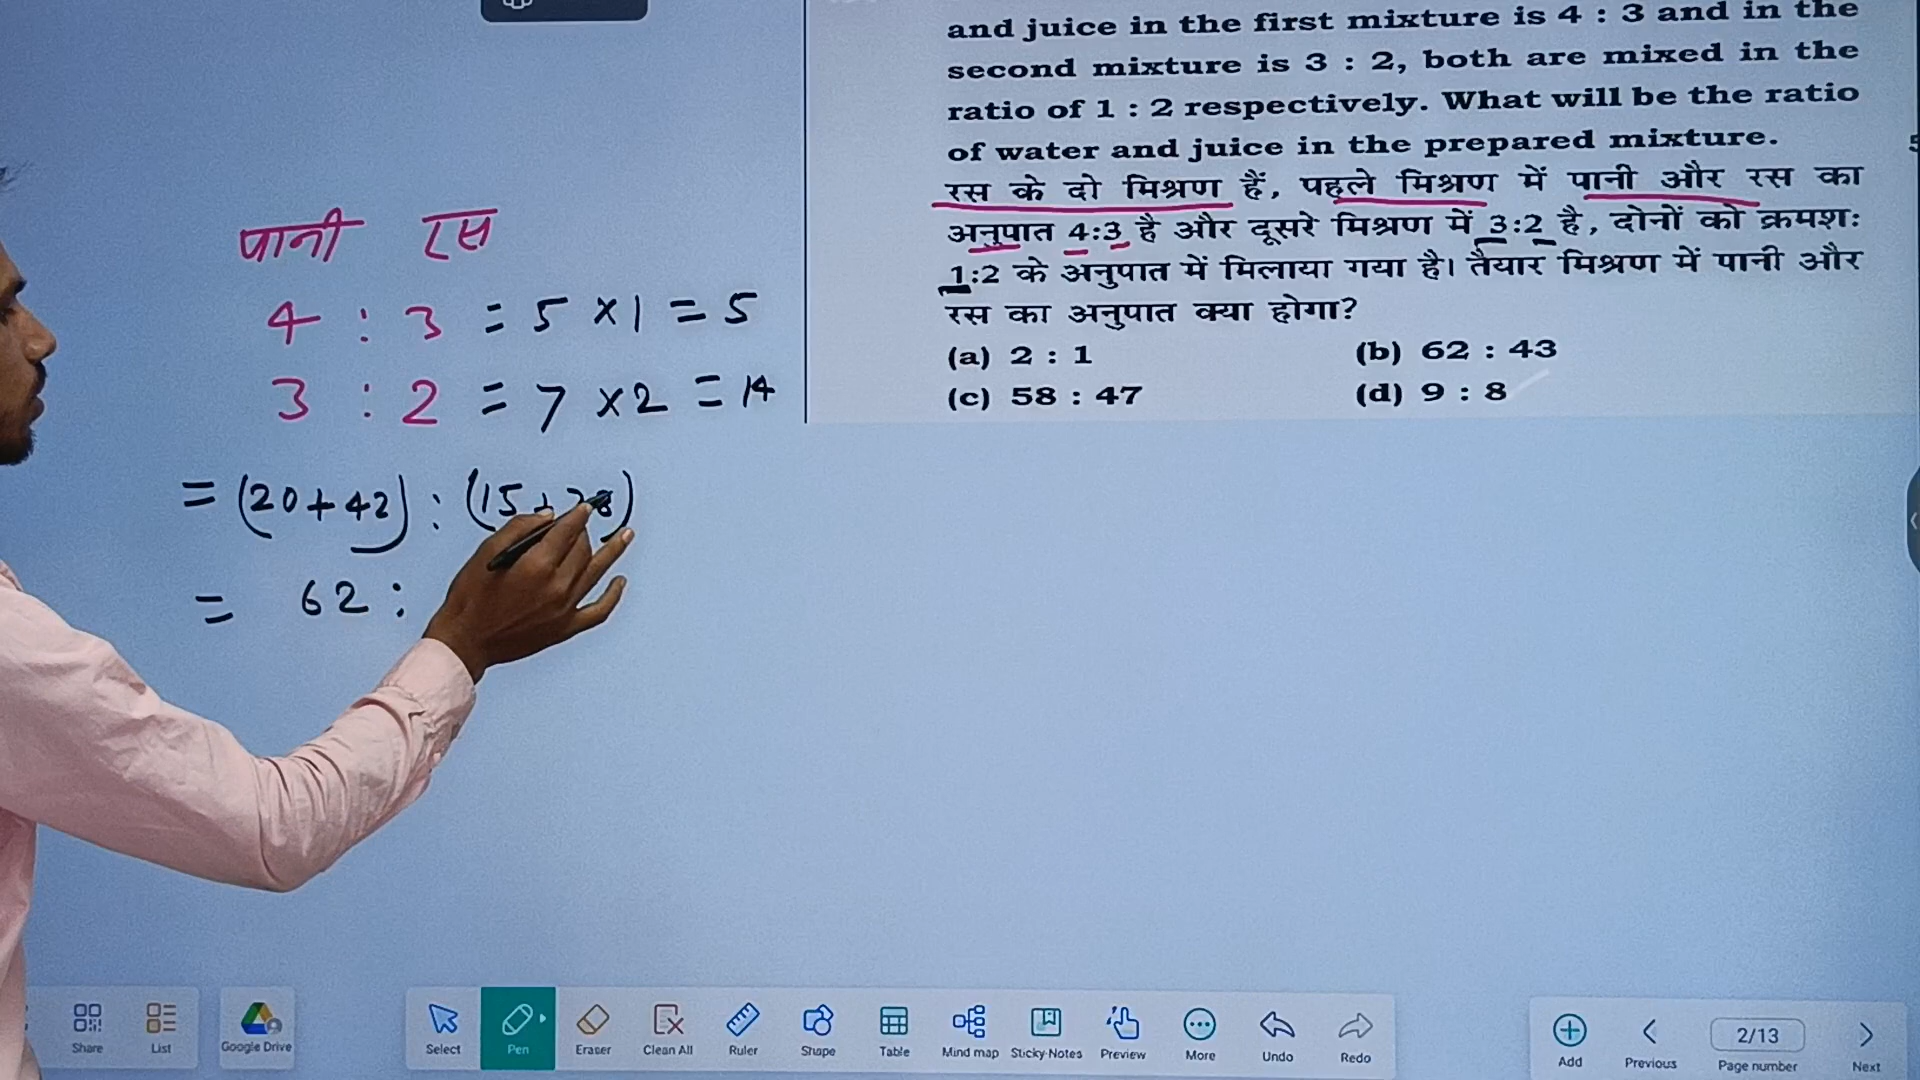 and juice in the first mixture is 4 : 3 and in the
second mixture is 3 : 2, both are mixed in the
ratio of 1 : 2 respectively. What will be the ratio
of water and juice in the prepared mixture.
रस के दो मिश्रण हैं, पहले मिश्रण में पानी और रस का
अनुपात 4:3 है और दूसरे मिश्रण में 3:2 है, दोनों को क्रमशः
1:2 के अनुपात में मिलाया गया है। तैयार मिश्रण में पानी और
रस का अनुपात क्या होगा?
(a) 2 : 1 (b) 62 : 43
(c) 58 : 47 (d) 9 : 8
पानी रस
4 : 3 = 5 × 1 = 5
3 : 2 = 7 × 2 = 14
= (20 + 42) : (15 + 28)
= 62 :
Share List Google Drive Select Pen Eraser Clean All Ruler Shape Table Mind map Sticky-Notes Preview More Undo Redo Add Previous 2/13 Page number Next